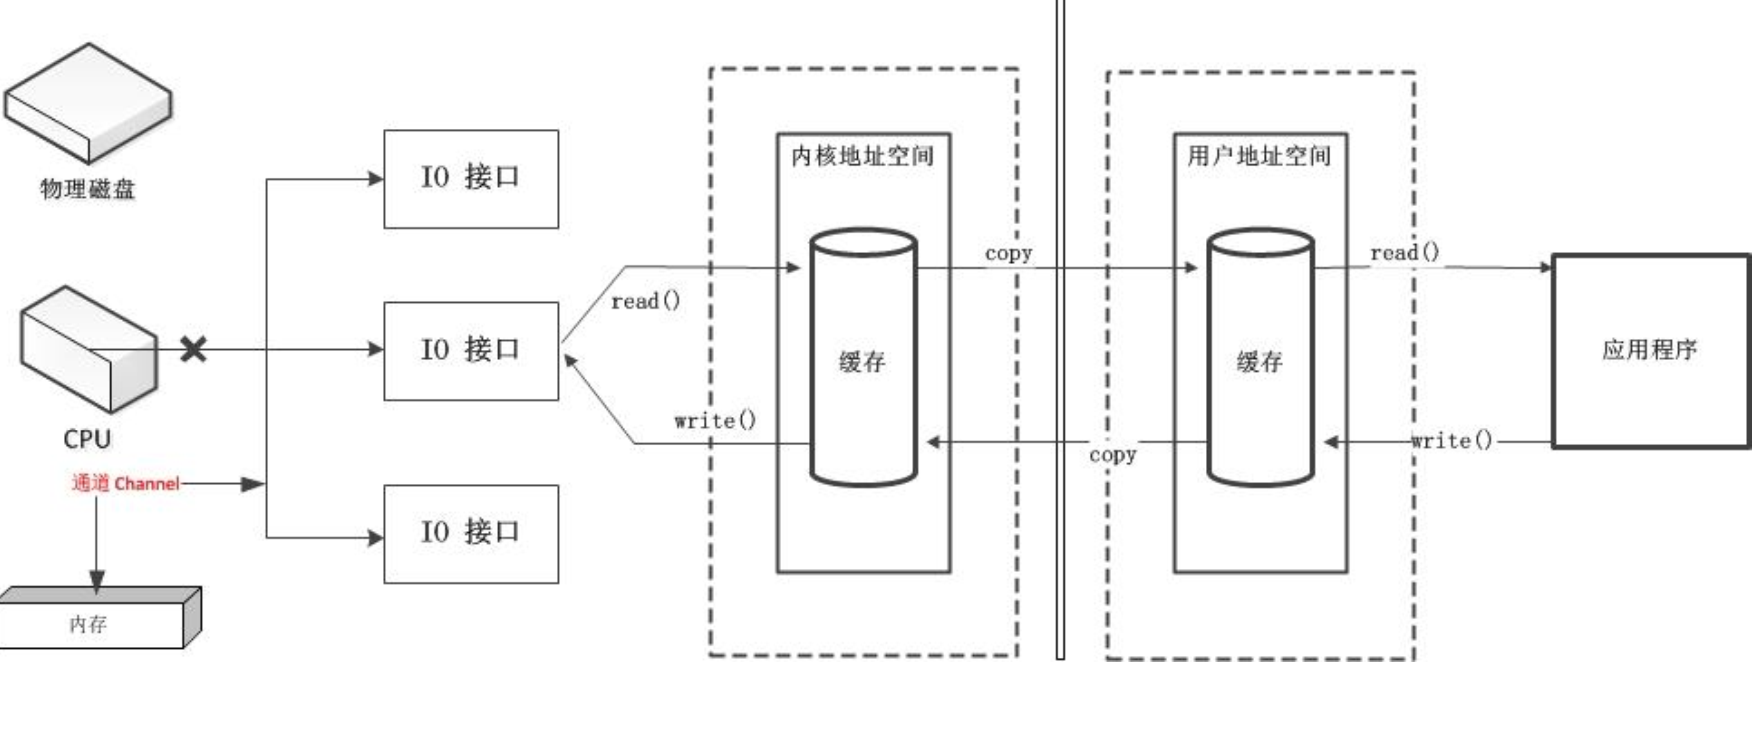 物理磁盘
CPU
通道 Channel
内存
IO 接口
IO 接口
IO 接口
read()
write()
内核地址空间
缓存
copy
copy
用户地址空间
缓存
read()
write()
应用程序